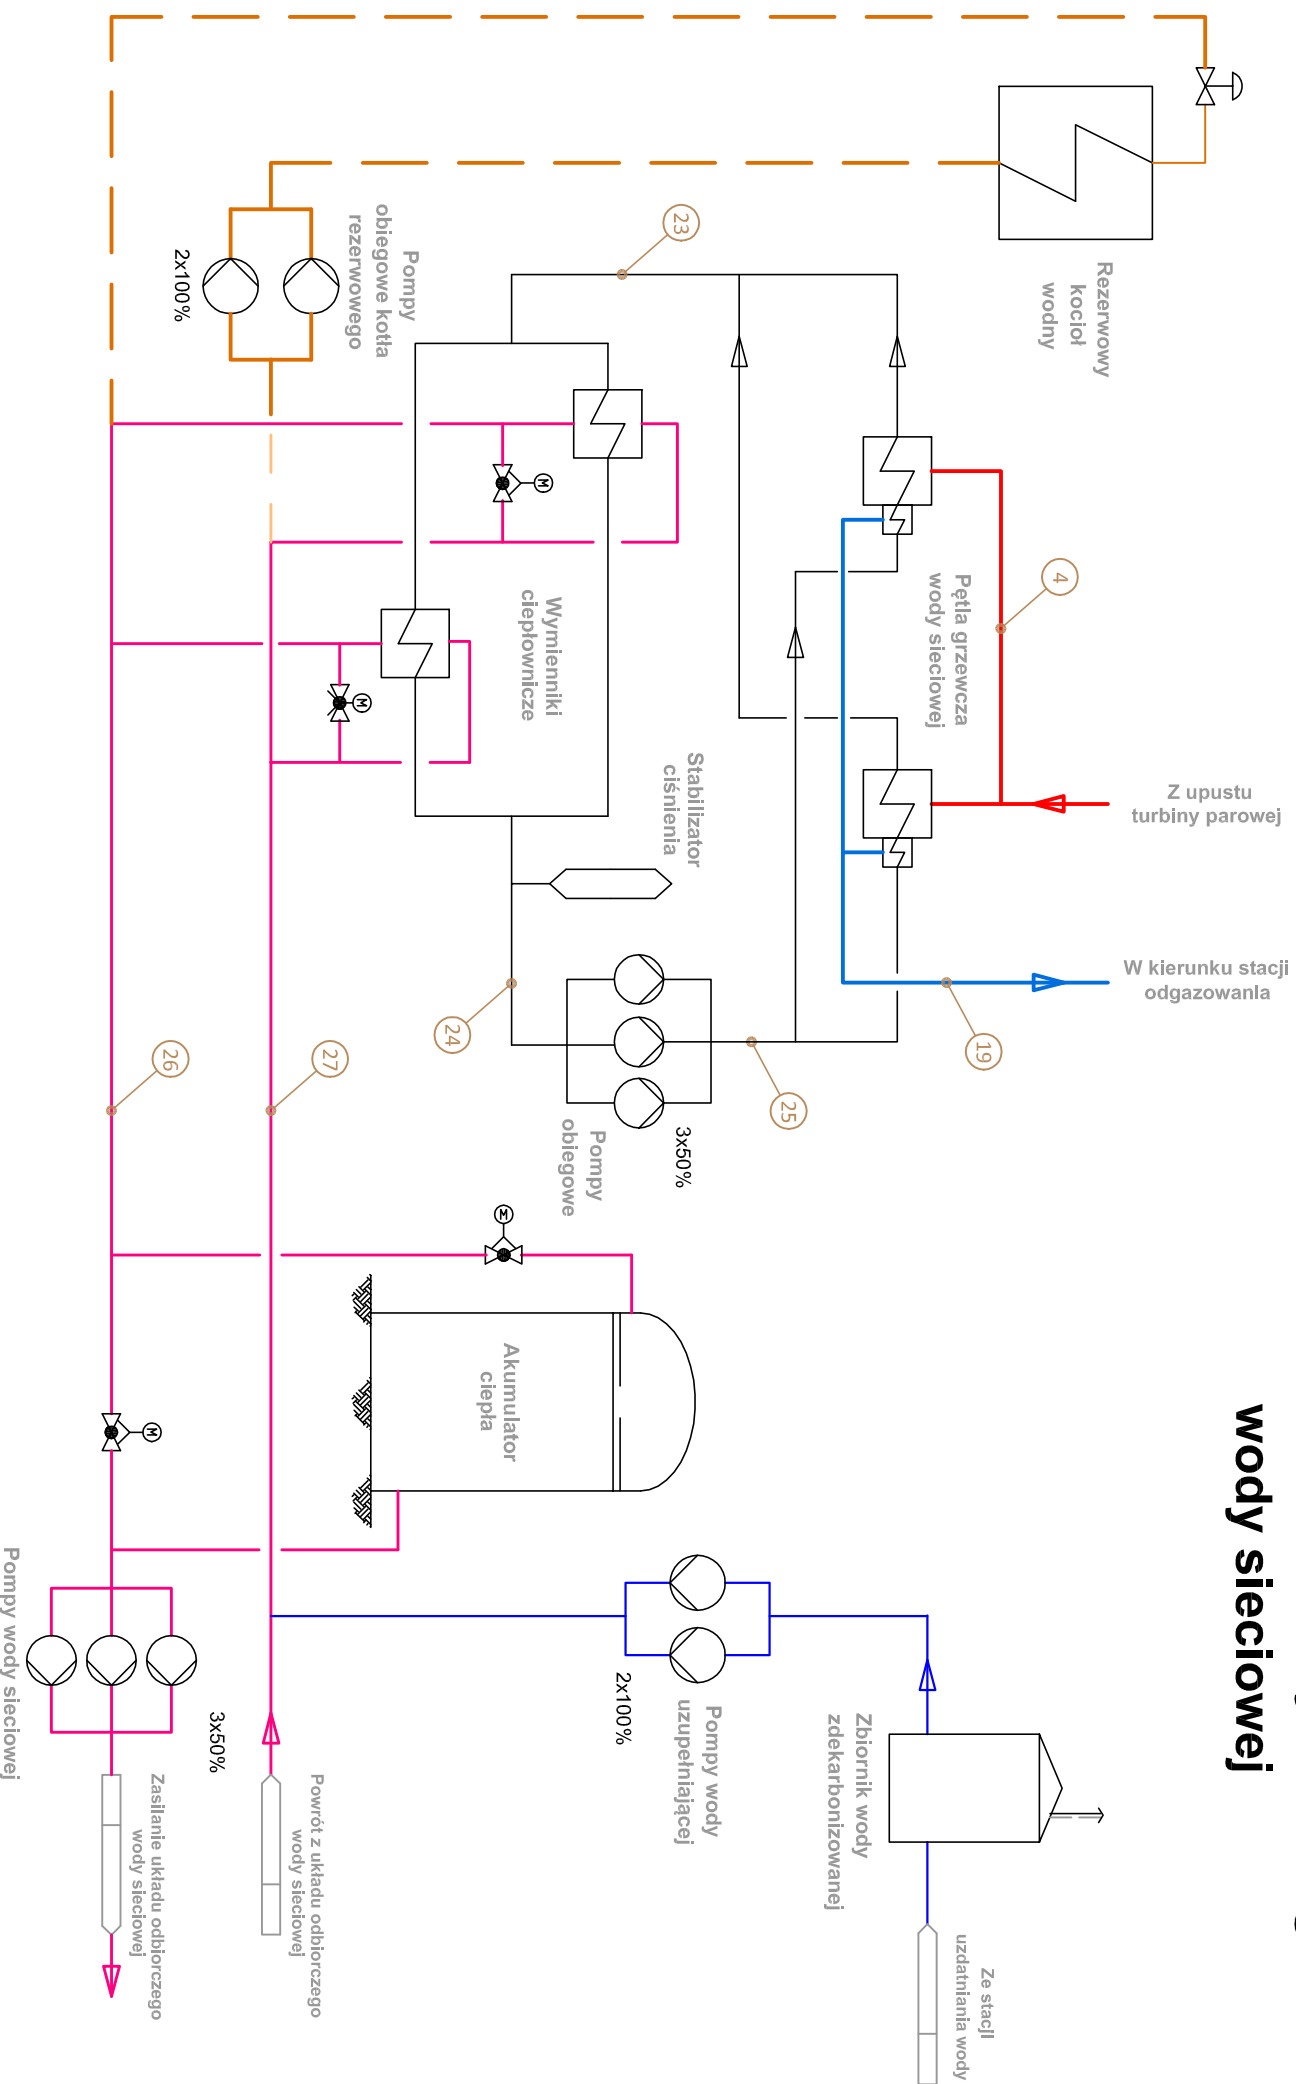 wody sieciowej
Rezerwowy
kocioł
wodny
Pompy
obiegowe kotła
rezerwowego
2x100%
23
4
Pętla grzewcza
wody sieciowej
Wymienniki
ciepłownicze
M
M
Z upustu
turbiny parowej
Stabilizator
ciśnienia
W kierunku stacji
odgazowania
19
24
25
26
27
3x50%
Pompy
obiegowe
M
Akumulator
ciepła
M
Pompy wody sieciowej
3x50%
2x100%
Pompy wody
uzupełniającej
Zbiornik wody
zdekarbonizowanej
Zasilanie układu odbiorczego
wody sieciowej
Powrót z układu odbiorczego
wody sieciowej
Ze stacji
uzdatniania wody